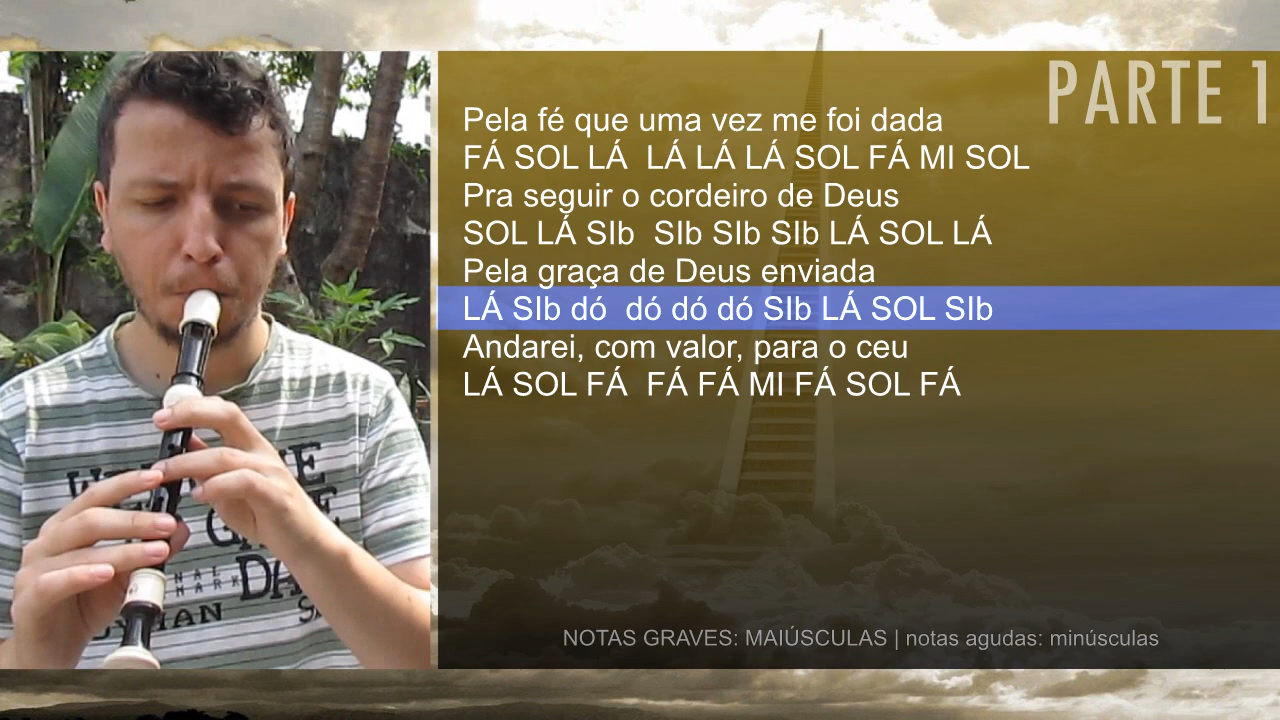 PARTE 1
Pela fé que uma vez me foi dada
FÁ SOL LÁ  LÁ LÁ LÁ SOL FÁ MI SOL
Pra seguir o cordeiro de Deus
SOL LÁ SIb  SIb SIb SIb LÁ SOL LÁ
Pela graça de Deus enviada
LÁ SIb dó  dó dó dó SIb LÁ SOL SIb
Andarei, com valor, para o ceu
LÁ SOL FÁ  FÁ FÁ MI FÁ SOL FÁ
NOTAS GRAVES: MAIÚSCULAS | notas agudas: minúsculas